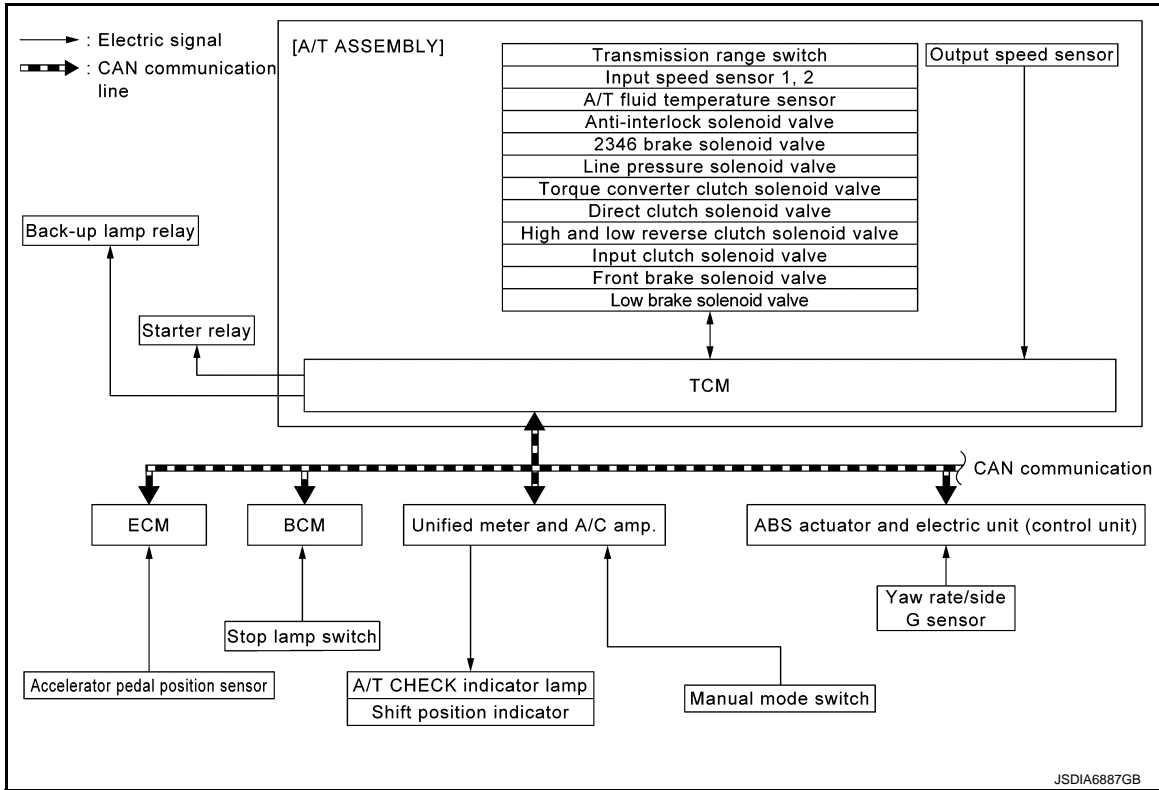 : Electric signal
: CAN communication
line
[A/T ASSEMBLY]
Transmission range switch
Input speed sensor 1, 2
A/T fluid temperature sensor
Anti-interlock solenoid valve
2346 brake solenoid valve
Line pressure solenoid valve
Torque converter clutch solenoid valve
Direct clutch solenoid valve
High and low reverse clutch solenoid valve
Input clutch solenoid valve
Front brake solenoid valve
Low brake solenoid valve
Output speed sensor
Back-up lamp relay
Starter relay
TCM
CAN communication
ECM
BCM
Unified meter and A/C amp.
ABS actuator and electric unit (control unit)
Yaw rate/side
G sensor
Stop lamp switch
Accelerator pedal position sensor
A/T CHECK indicator lamp
Shift position indicator
Manual mode switch
JSDIA6887GB